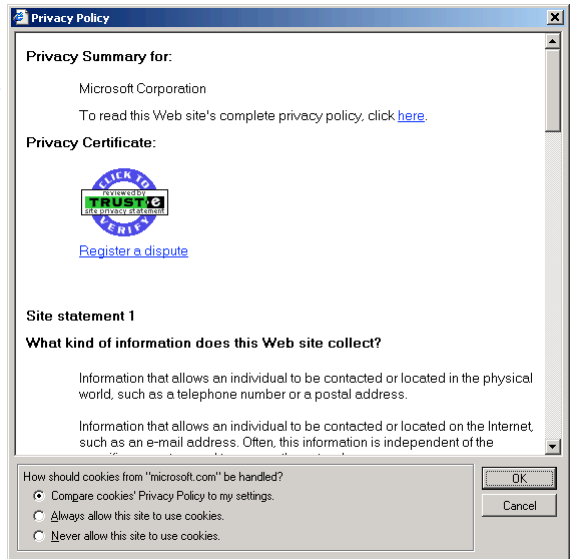 Privacy Policy
Privacy Summary for:
Microsoft Corporation
To read this Web site's complete privacy policy, click here.
Privacy Certificate:
CLICK TO
reviewed by
TRUSTe
site privacy statement
VERIFY
Register a dispute
Site statement 1
What kind of information does this Web site collect?
Information that allows an individual to be contacted or located in the physical
world, such as a telephone number or a postal address.
Information that allows an individual to be contacted or located on the Internet,
such as an e-mail address. Often, this information is independent of the
How should cookies from "microsoft.com" be handled?
Compare cookies' Privacy Policy to my settings.
Always allow this site to use cookies.
Never allow this site to use cookies.
OK
Cancel